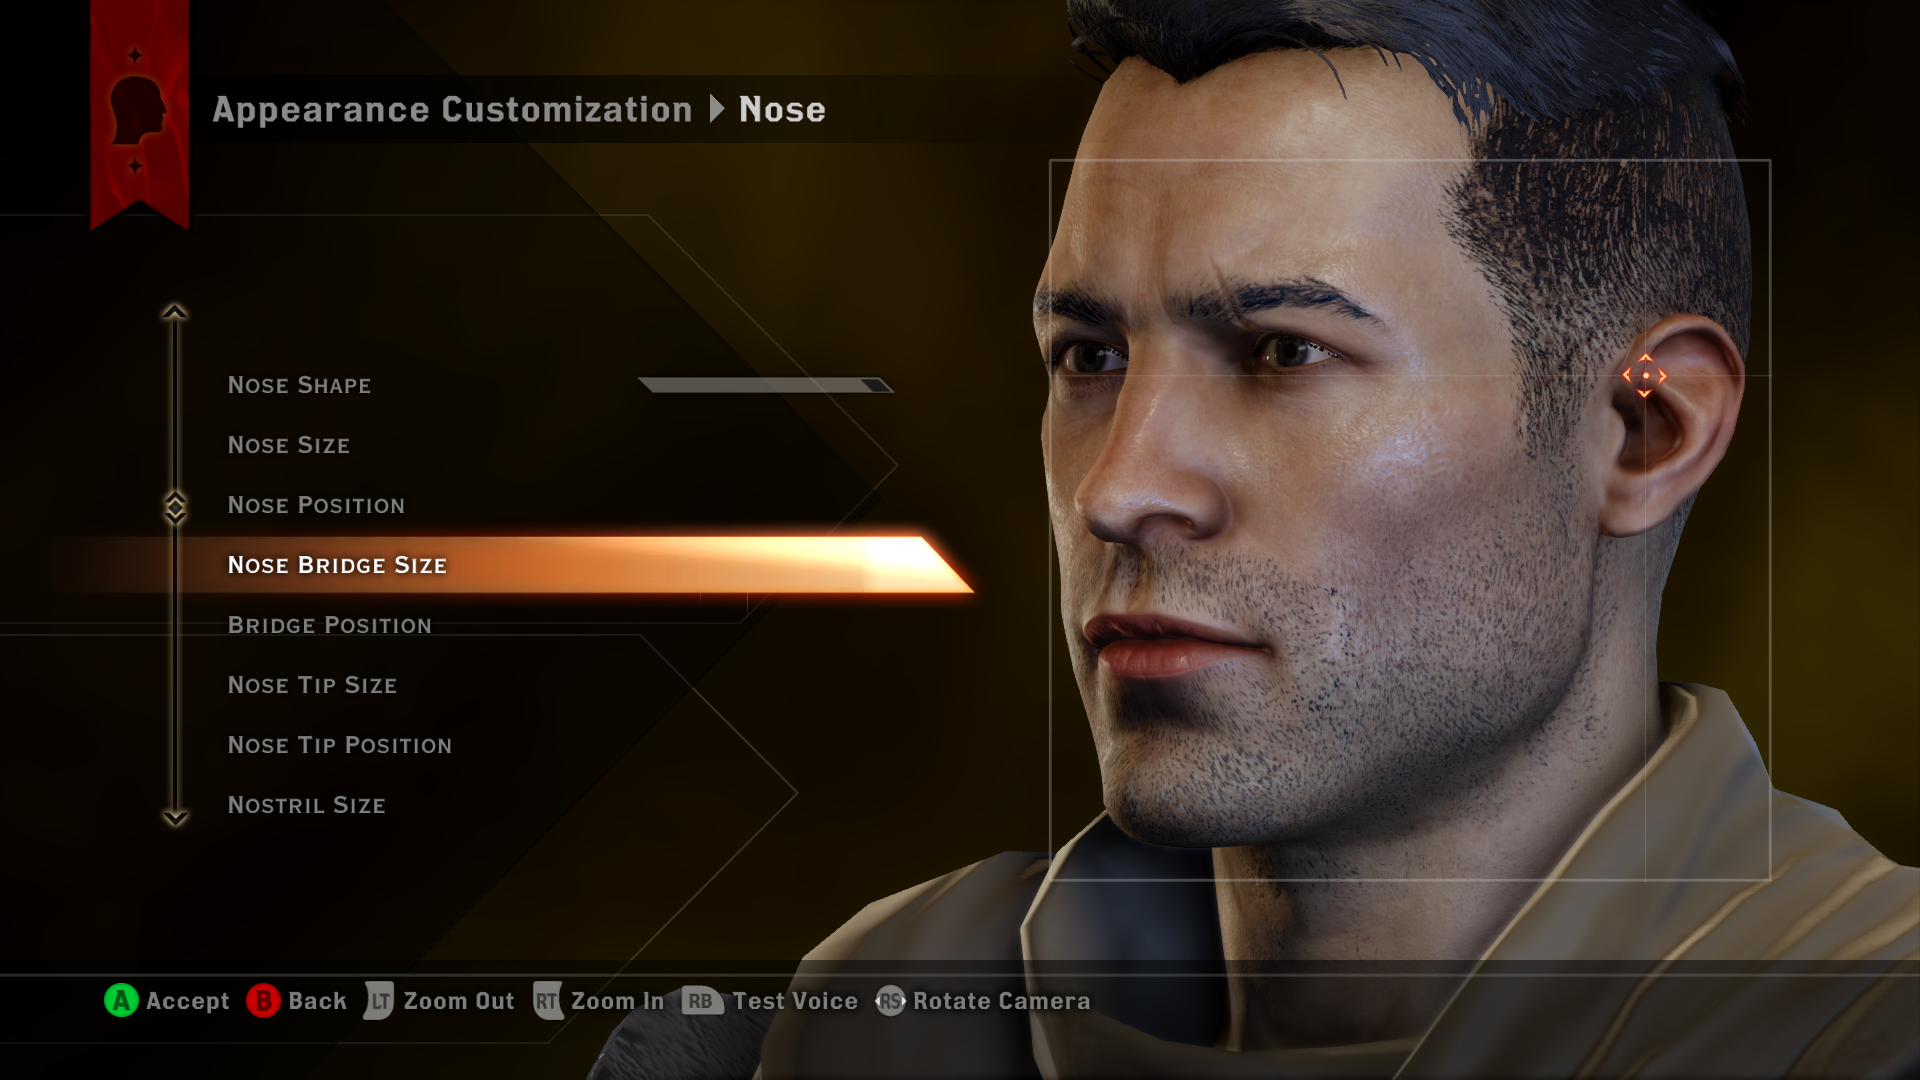 Appearance Customization ▶ Nose
Nose Shape
Nose Size
Nose Position
Nose Bridge Size
Bridge Position
Nose Tip Size
Nose Tip Position
Nostril Size
A Accept B Back LT Zoom Out RT Zoom In RB Test Voice RS Rotate Camera